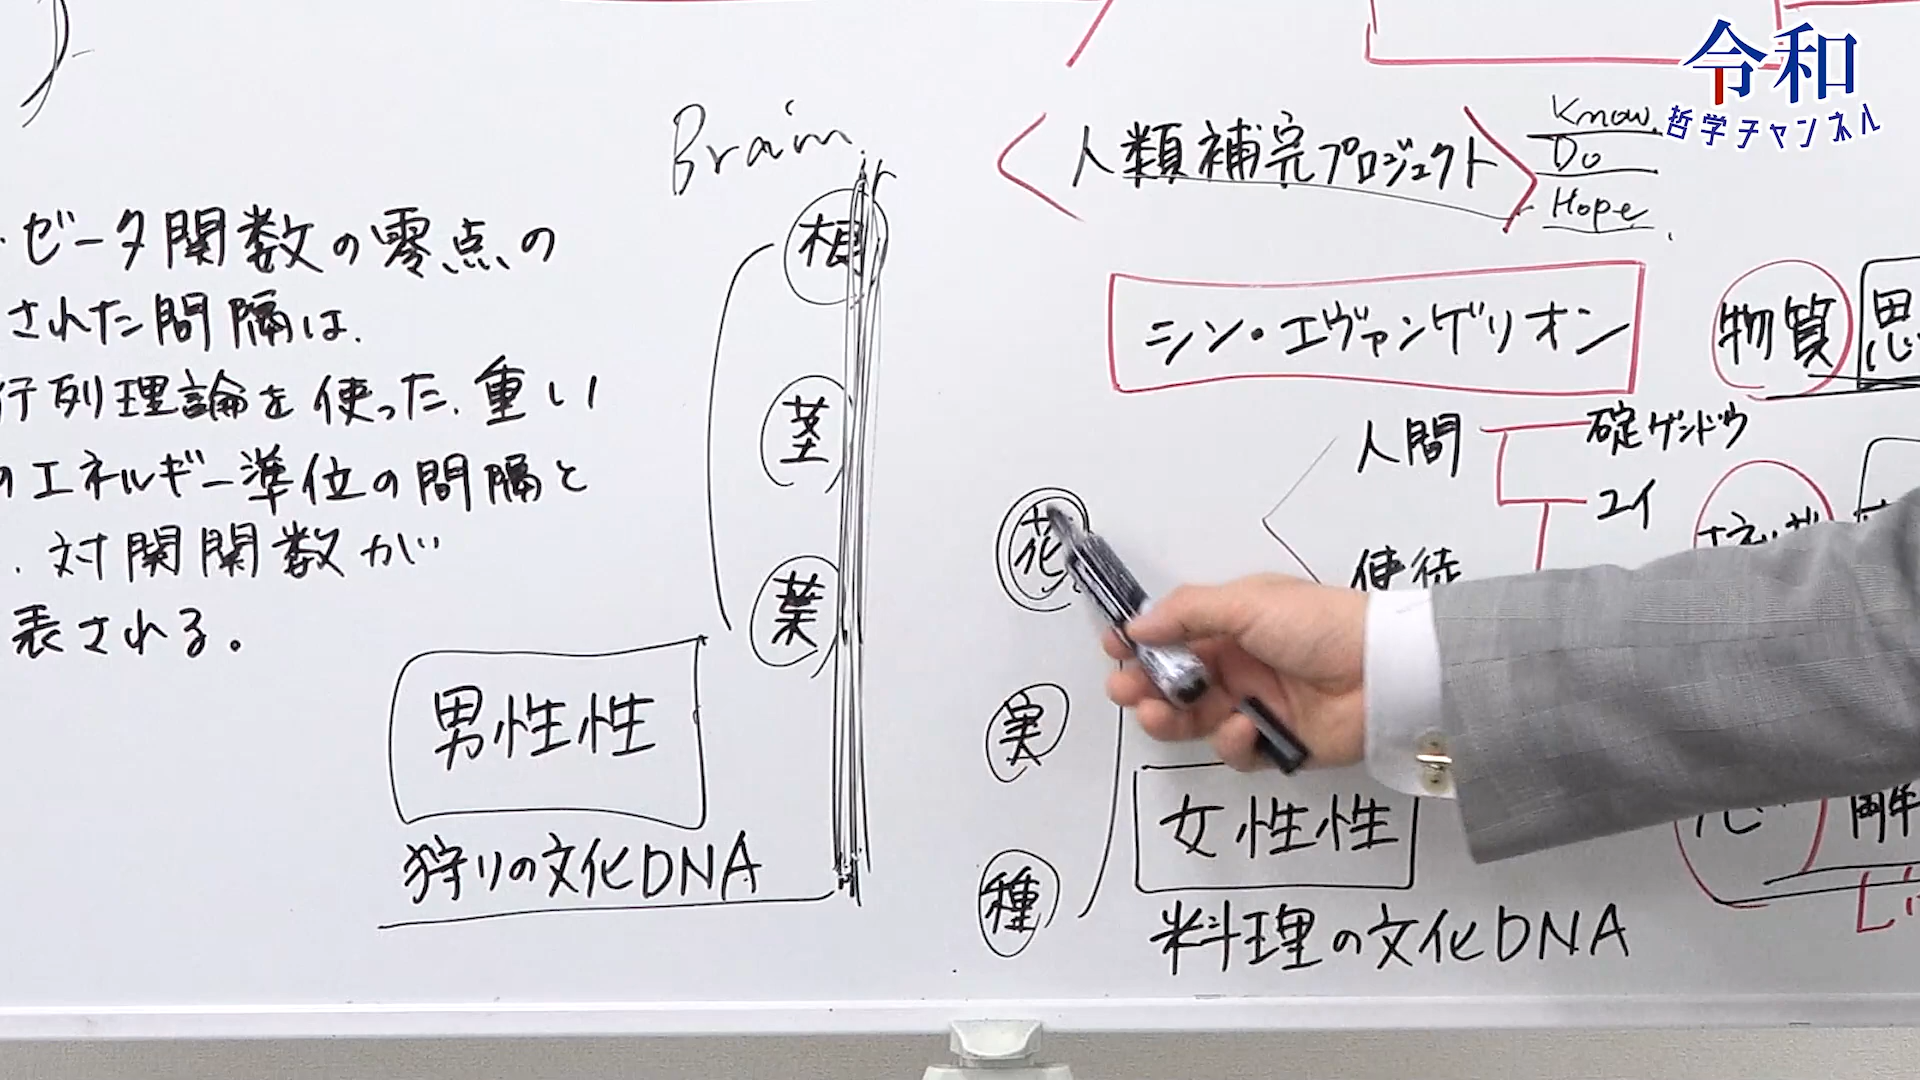 令和
哲学チャンネル
ゼータ関数の零点の
された間隔は、
行列理論を使った、重い
のエネルギー準位の間隔と
、対関関数が
表される。
Brain
根
茎
葉
男性性
狩りの文化DNA
花
実
種
女性性
料理の文化DNA
人類補完プロジェクト
Know
Do
Hope
シン・エヴァンゲリオン
人間
碇ゲンドウ
ユイ
使徒
物質
思
解